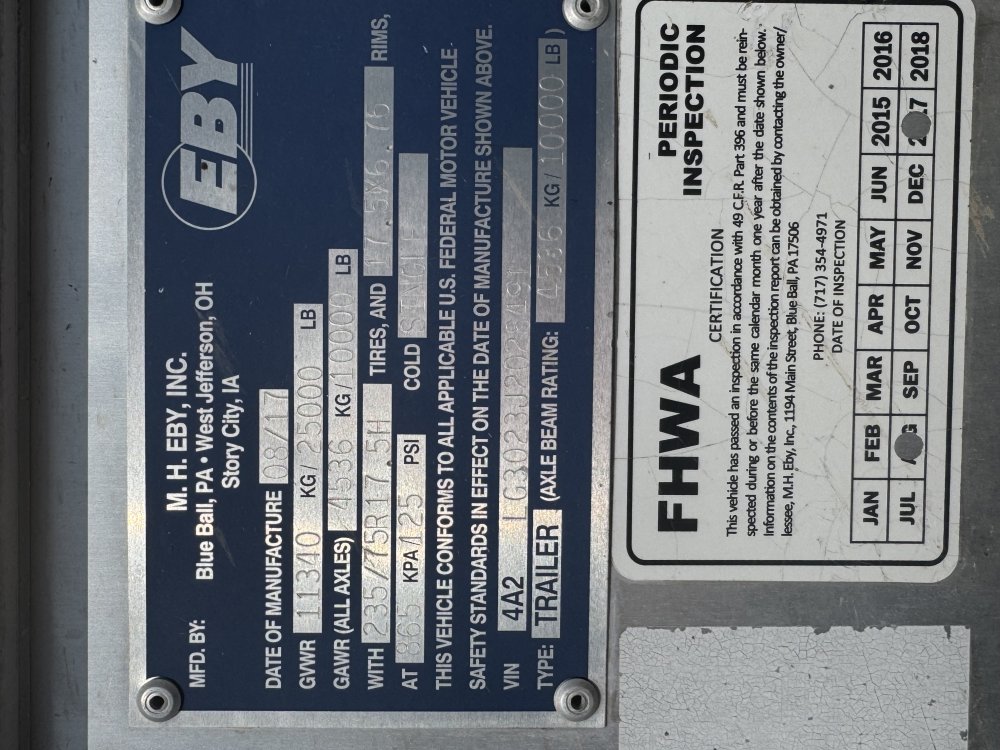 EBY
M. H. EBY, INC.
MFD. BY: Blue Ball, PA • West Jefferson, OH
Story City, IA
DATE OF MANUFACTURE 08/17
GVWR 11340 KG/ 25000 LB
GAWR (ALL AXLES) 4536 KG/10000 LB
WITH 235/75R17.5H TIRES, AND 17.5X6.75 RIMS,
AT 865 KPA/125 PSI COLD SINGLE
THIS VEHICLE CONFORMS TO ALL APPLICABLE U.S. FEDERAL MOTOR VEHICLE
SAFETY STANDARDS IN EFFECT ON THE DATE OF MANUFACTURE SHOWN ABOVE.
VIN 4A2
TYPE: TRAILER (AXLE BEAM RATING: 4536 KG/ 10000 LB )
FHWA
PERIODIC
INSPECTION
CERTIFICATION
This vehicle has passed an inspection in accordance with 49 C.F.R. Part 396 and must be rein-
spected during or before the same calendar month one year after the date shown below.
Information on the contents of the inspection report can be obtained by contacting the owner/
lessee, M.H. Eby, Inc., 1194 Main Street, Blue Ball, PA 17506
PHONE: (717) 354-4971
DATE OF INSPECTION
JAN FEB MAR APR MAY JUN 2015 2016
JUL SEP OCT NOV DEC 2018